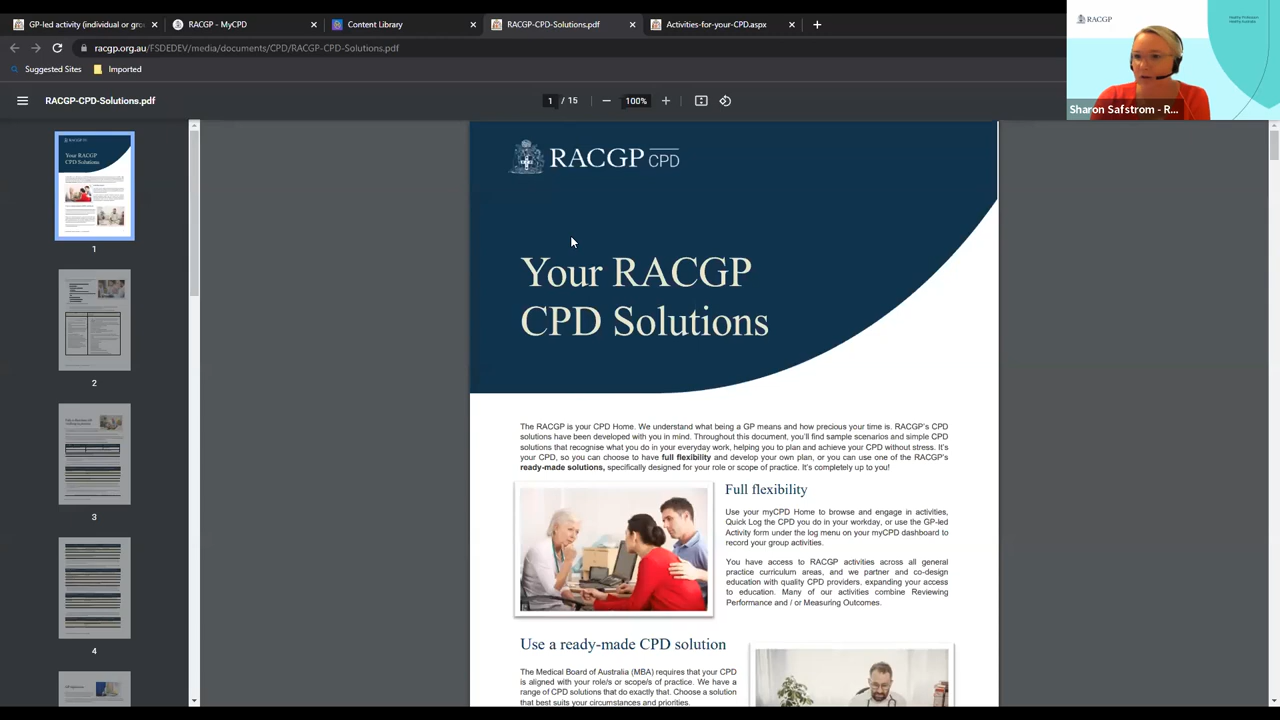 GP-led activity (individual or gro
RACGP - MyCPD
Content Library
RACGP-CPD-Solutions.pdf
Activities-for-your-CPD.aspx
racgp.org.au/FSDEDEV/media/documents/CPD/RACGP-CPD-Solutions.pdf
Suggested Sites
Imported
RACGP-CPD-Solutions.pdf
1 / 15
100%
RACGP
Healthy Profession.
Healthy Australia.
Sharon Safstrom - R...
1
2
3
4
RACGP CPD
Your RACGP
CPD Solutions
The RACGP is your CPD Home. We understand what being a GP means and how precious your time is. RACGP's CPD
solutions have been developed with you in mind. Throughout this document, you'll find sample scenarios and simple CPD
solutions that recognise what you do in your everyday work, helping you to plan and achieve your CPD without stress. It's
your CPD, so you can choose to have full flexibility and develop your own plan, or you can use one of the RACGP's
ready-made solutions, specifically designed for your role or scope of practice. It's completely up to you!
Full flexibility
Use your myCPD Home to browse and engage in activities,
Quick Log the CPD you do in your workday, or use the GP-led
Activity form under the log menu on your myCPD dashboard to
record your group activities.
You have access to RACGP activities across all general
practice curriculum areas, and we partner and co-design
education with quality CPD providers, expanding your access
to education. Many of our activities combine Reviewing
Performance and / or Measuring Outcomes.
Use a ready-made CPD solution
The Medical Board of Australia (MBA) requires that your CPD
is aligned with your role/s or scope/s of practice. We have a
range of CPD solutions that do exactly that. Choose a solution
that best suits your circumstances and priorities.